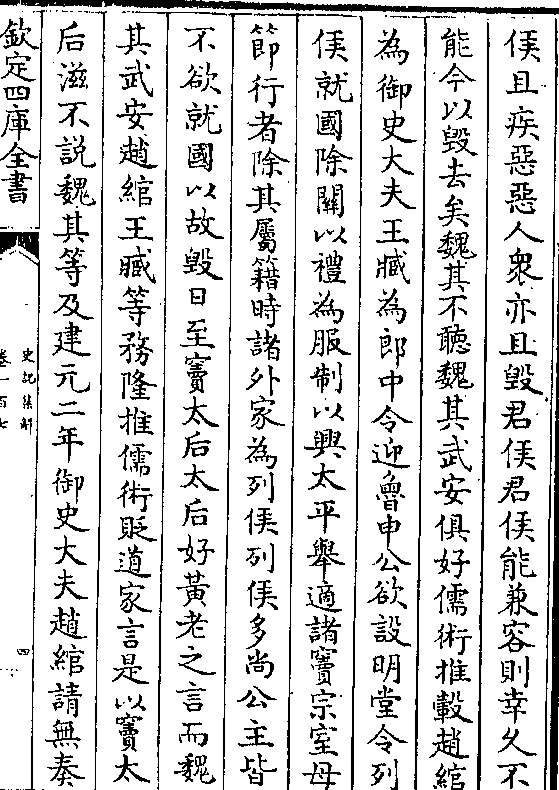 侯且疾惡惡人衆亦且毀君侯君侯能兼容則幸乆不
能今以毀去矣魏其不聽魏其武安俱好儒術推轂趙綰
為御史大夫王臧為郎中令迎魯申公欲設明堂令列
侯就國除關以禮為服制以興太平舉適諸竇宗室毋
節行者除其屬籍時諸外家為列侯列侯多尚公主皆
不欲就國以故毀日至竇太后太后好黃老之言而魏
其武安趙綰王臧等務隆推儒術貶道家言是以竇太
后滋不說魏其等及建元二年御史大夫趙綰請無奏
欽定四庫全書
史記集解
卷一百七
四